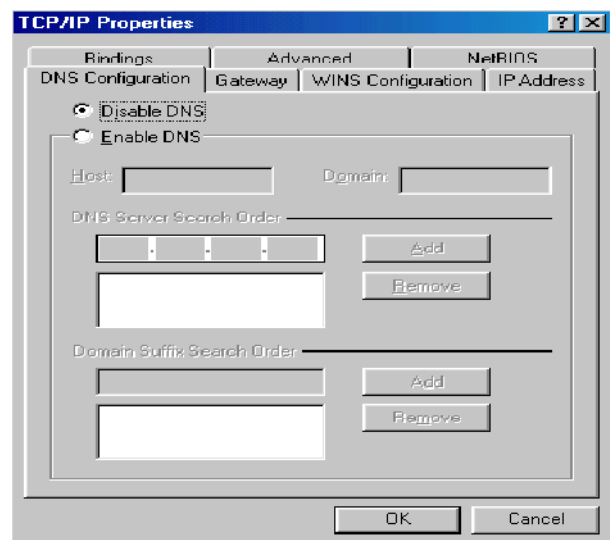 TCP/IP Properties
? X
Bindings Advanced NetBIOS
DNS Configuration Gateway WINS Configuration IP Address
Disable DNS
Enable DNS
Host: Domain:
DNS Server Search Order
Add
Remove
Domain Suffix Search Order
Add
Remove
OK Cancel